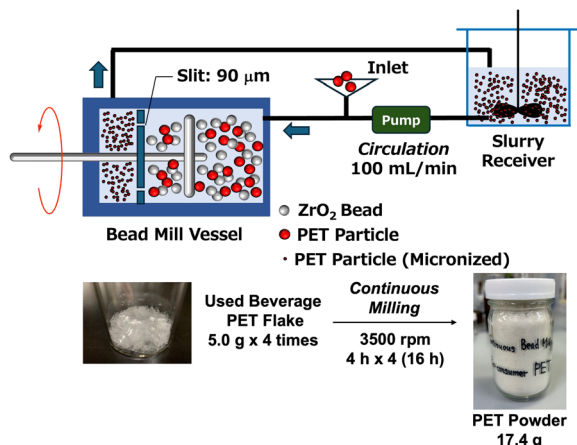 Slit: 90 μm
Inlet
Pump
Circulation
100 mL/min
Slurry
Receiver
Bead Mill Vessel
ZrO₂ Bead
PET Particle
PET Particle (Micronized)
Used Beverage
PET Flake
5.0 g x 4 times
Continuous
Milling
3500 rpm
4 h x 4 (16 h)
Bead
PET
PET Powder
17.4 g